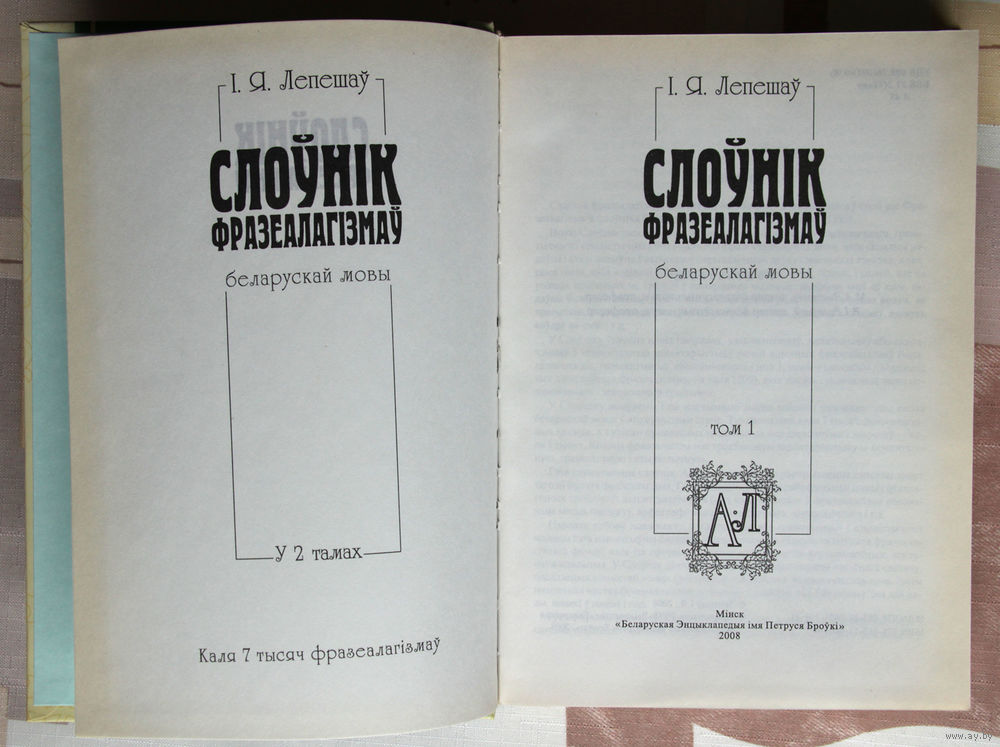 І. Я. Лепешаў
СЛОЎНІК
ФРАЗЕАЛАГІЗМАЎ
беларускай мовы
У 2 тамах
Каля 7 тысяч фразеалагізмаў
І. Я. Лепешаў
СЛОЎНІК
ФРАЗЕАЛАГІЗМАЎ
беларускай мовы
том 1
А·Л
Мінск
«Беларуская Энцыклапедыя імя Петруся Броўкі»
2008
www.ay.by